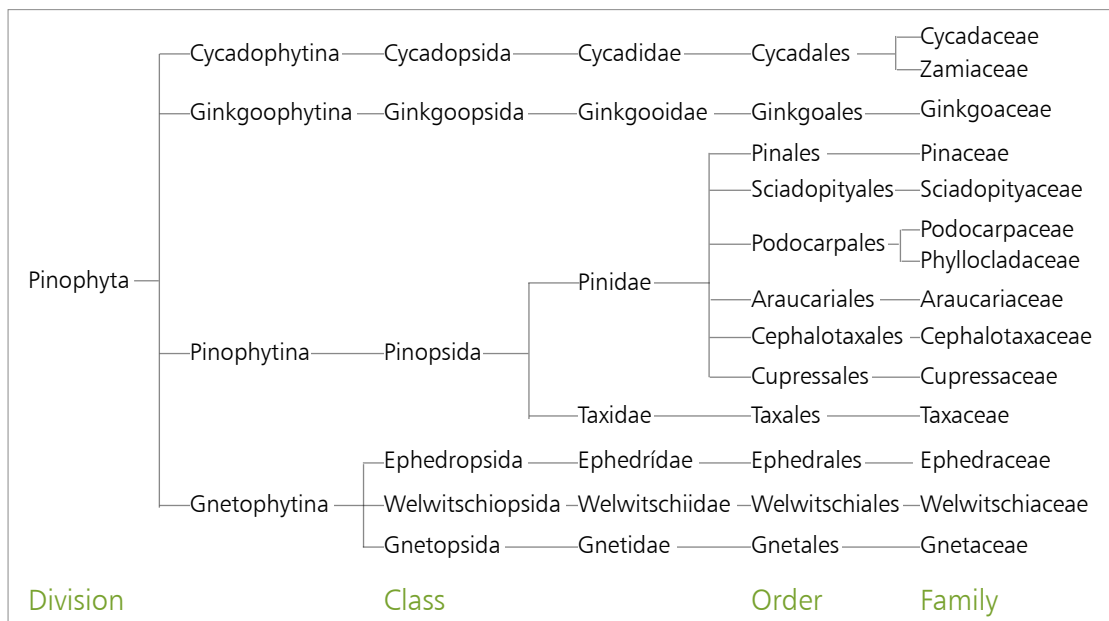 Cycadophytina Cycadopsida Cycadidae Cycadales Cycadaceae
Zamiaceae
Ginkgoophytina Ginkgoopsida Ginkgooidae Ginkgoales Ginkgoaceae
Pinales Pinaceae
Sciadopityales Sciadopityaceae
Podocarpales Podocarpaceae
Phyllocladaceae
Pinophyta Pinidae
Araucariales Araucariaceae
Cephalotaxales Cephalotaxaceae
Pinophytina Pinopsida
Cupressales Cupressaceae
Taxidae Taxales Taxaceae
Ephedropsida Ephedrídae Ephedrales Ephedraceae
Gnetophytina Welwitschiopsida Welwitschiidae Welwitschiales Welwitschiaceae
Gnetopsida Gnetidae Gnetales Gnetaceae
Division Class Order Family